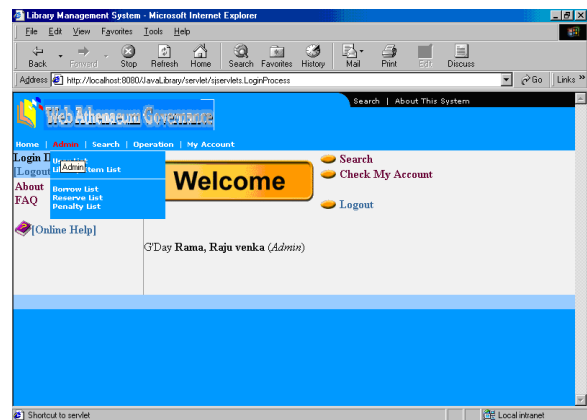 Library Management System - Microsoft Internet Explorer
File Edit View Favorites Tools Help
Back Forward Stop Refresh Home Search Favorites History Mail Print Edit Discuss
Address http://localhost:8080/JavaLibrary/servlet/sjservlets.LoginProcess Go Links »
Search | About This System
Web Athenaeum Governance
Home | Admin | Search | Operation | My Account
Login
[Logout
About
FAQ
[Online Help]
Admin
Item List
Borrow List
Reserve List
Penalty List
Welcome
Search
Check My Account
Logout
G'Day Rama, Raju venka (Admin)
Shortcut to servlet
Local intranet